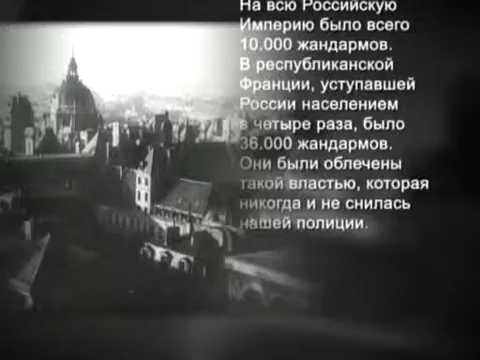 На всю Российскую
Империю было всего
10.000 жандармов.
В республиканской
Франции, уступавшей
России населением
в четыре раза, было
36.000 жандармов.
Они были облечены
такой властью, которая
никогда и не снилась
нашей полиции.